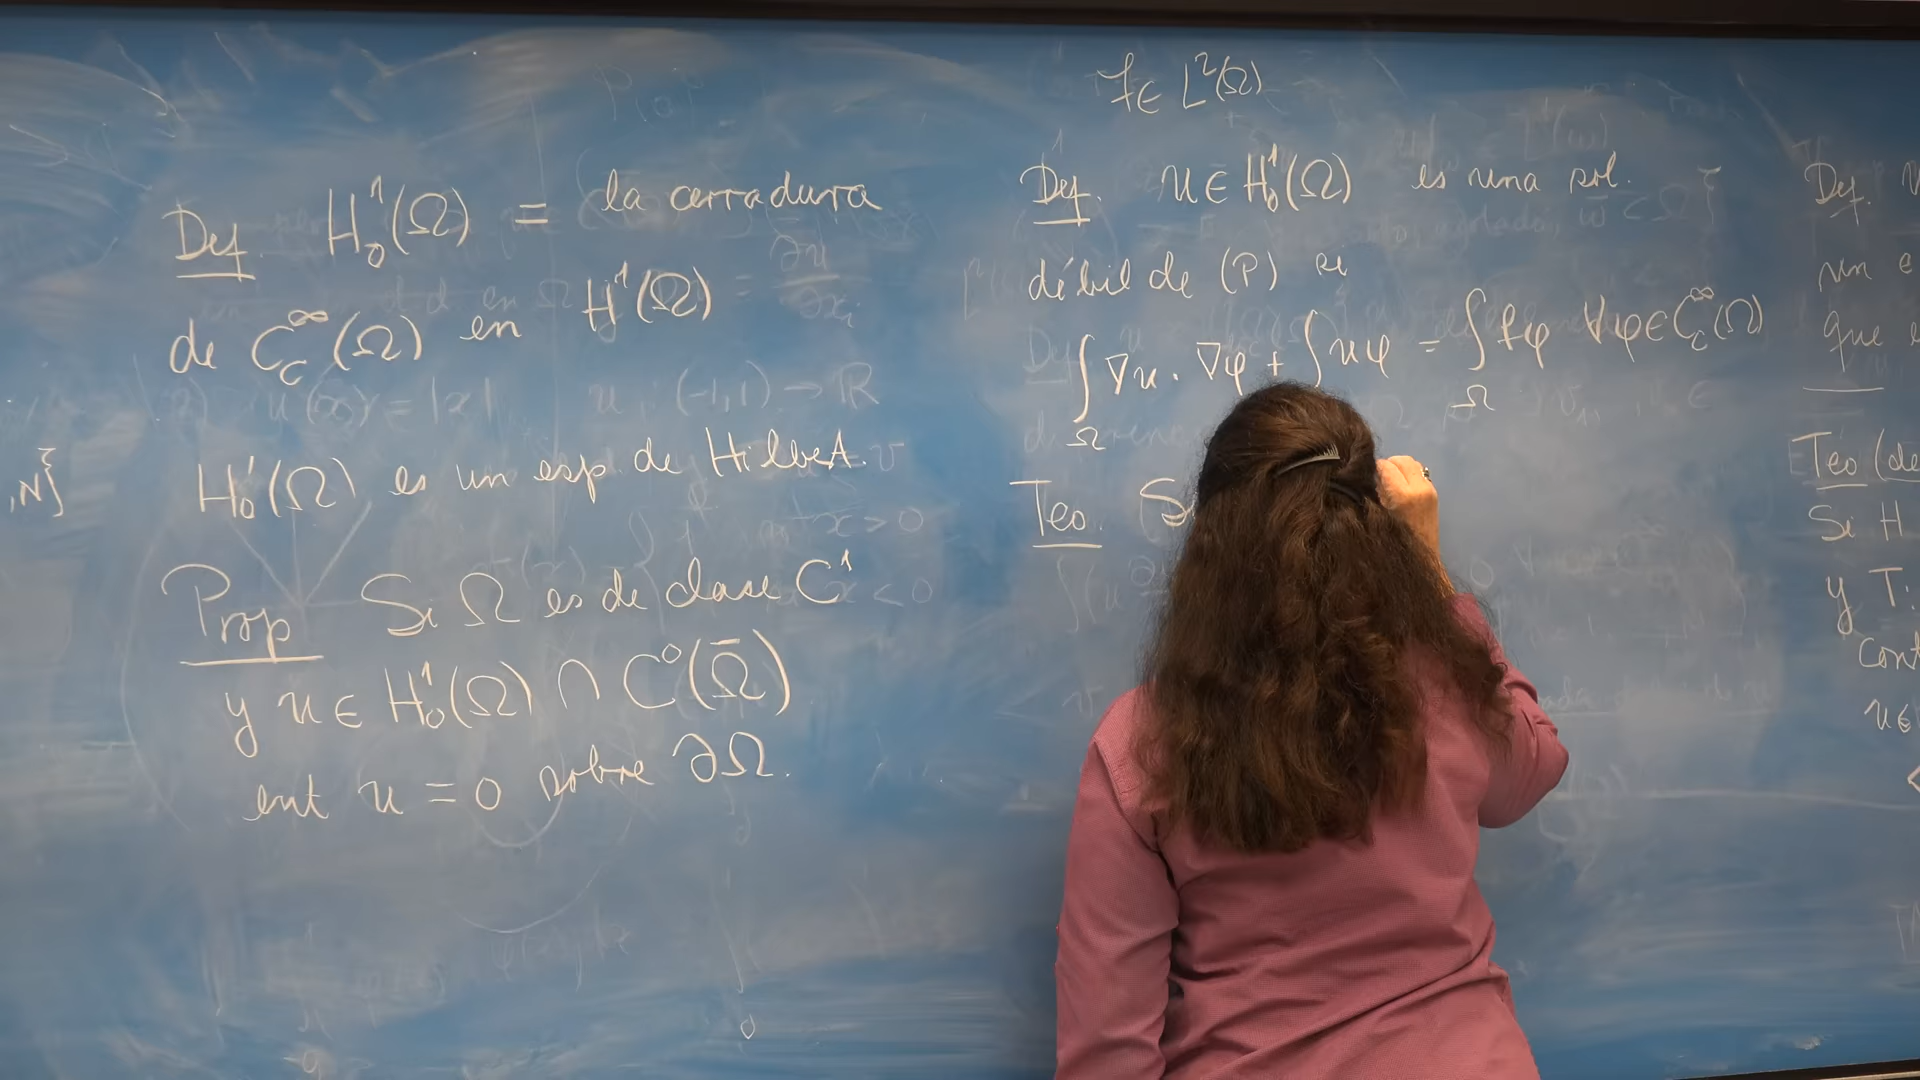 ,N}
Def. H₀¹(Ω) = la cerradura
de C_c^∞(Ω) en H¹(Ω)
H₀¹(Ω) es un esp de Hilbert.
Prop Si Ω es de clase C¹
y u ∈ H₀¹(Ω) ∩ C⁰(Ω̄)
ent u = 0 sobre ∂Ω.
f ∈ L²(Ω)
Def. u ∈ H₀¹(Ω) es una sol.
débil de (P) si
∫_Ω ∇u · ∇φ + ∫ uφ = ∫_Ω fφ ∀φ ∈ C_c^∞(Ω)
Teo. (S
Def.
un e
que e
Teo (de
Si H
y T:
cont
u ∈